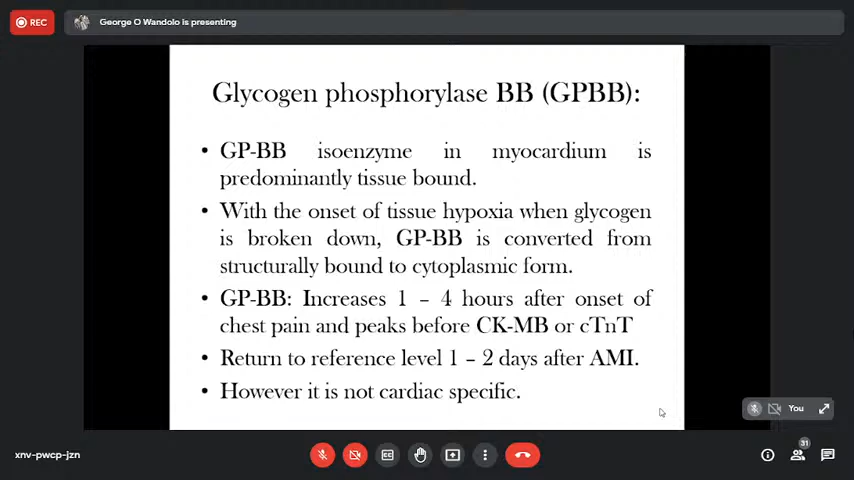 REC
George O Wandolo is presenting
Glycogen phosphorylase BB (GPBB):
• GP-BB isoenzyme in myocardium is
predominantly tissue bound.
• With the onset of tissue hypoxia when glycogen
is broken down, GP-BB is converted from
structurally bound to cytoplasmic form.
• GP-BB: Increases 1 – 4 hours after onset of
chest pain and peaks before CK-MB or cTnT
• Return to reference level 1 – 2 days after AMI.
• However it is not cardiac specific.
You
31
xnv-pwcp-jzn